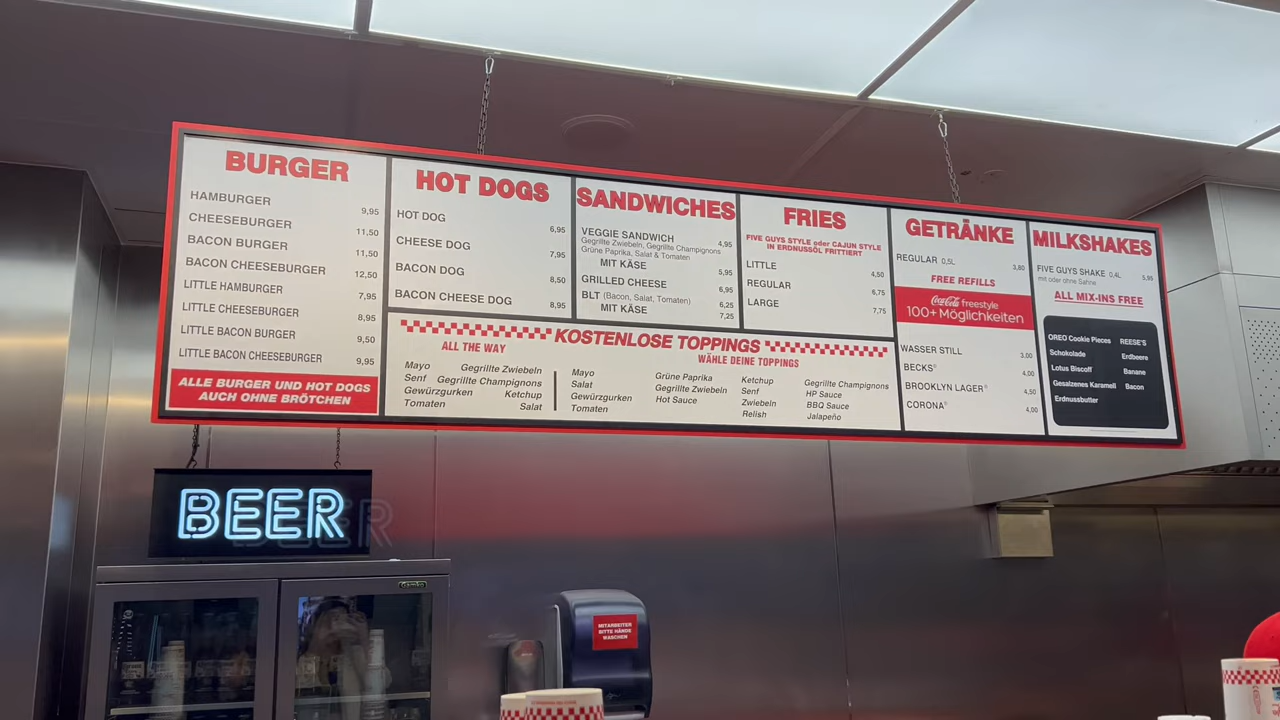 BURGER
HAMBURGER 9,95
CHEESEBURGER 11,50
BACON BURGER 11,50
BACON CHEESEBURGER 12,50
LITTLE HAMBURGER 7,95
LITTLE CHEESEBURGER 8,95
LITTLE BACON BURGER 9,50
LITTLE BACON CHEESEBURGER 9,95
ALLE BURGER UND HOT DOGS
AUCH OHNE BRÖTCHEN
HOT DOGS
HOT DOG 6,95
CHEESE DOG 7,95
BACON DOG 8,50
BACON CHEESE DOG 8,95
SANDWICHES
VEGGIE SANDWICH 4,95
Gegrillte Zwiebeln, Gegrillte Champignons
Grüne Paprika, Salat & Tomaten
MIT KÄSE 5,95
GRILLED CHEESE 6,95
BLT (Bacon, Salat, Tomaten) 6,25
MIT KÄSE 7,25
FRIES
FIVE GUYS STYLE oder CAJUN STYLE
IN ERDNUSSÖL FRITTIERT
LITTLE 4,50
REGULAR 6,75
LARGE 7,75
KOSTENLOSE TOPPINGS
ALL THE WAY
Mayo Gegrillte Zwiebeln
Senf Gegrillte Champignons
Gewürzgurken Ketchup
Tomaten Salat
WÄHLE DEINE TOPPINGS
Mayo Grüne Paprika Ketchup Gegrillte Champignons
Salat Gegrillte Zwiebeln Senf HP Sauce
Gewürzgurken Hot Sauce Zwiebeln BBQ Sauce
Tomaten Relish Jalapeño
GETRÄNKE
REGULAR 0,5L 3,80
FREE REFILLS
Coca-Cola freestyle
100+ Möglichkeiten
WASSER STILL 3,00
BECKS® 4,00
BROOKLYN LAGER® 4,50
CORONA® 4,00
MILKSHAKES
FIVE GUYS SHAKE 0,4L 5,95
mit oder ohne Sahne
ALL MIX-INS FREE
OREO Cookie Pieces REESE'S
Schokolade Erdbeere
Lotus Biscoff Banane
Gesalzenes Karamell Bacon
Erdnussbutter
BEER
MITARBEITER
BITTE HÄNDE
WASCHEN